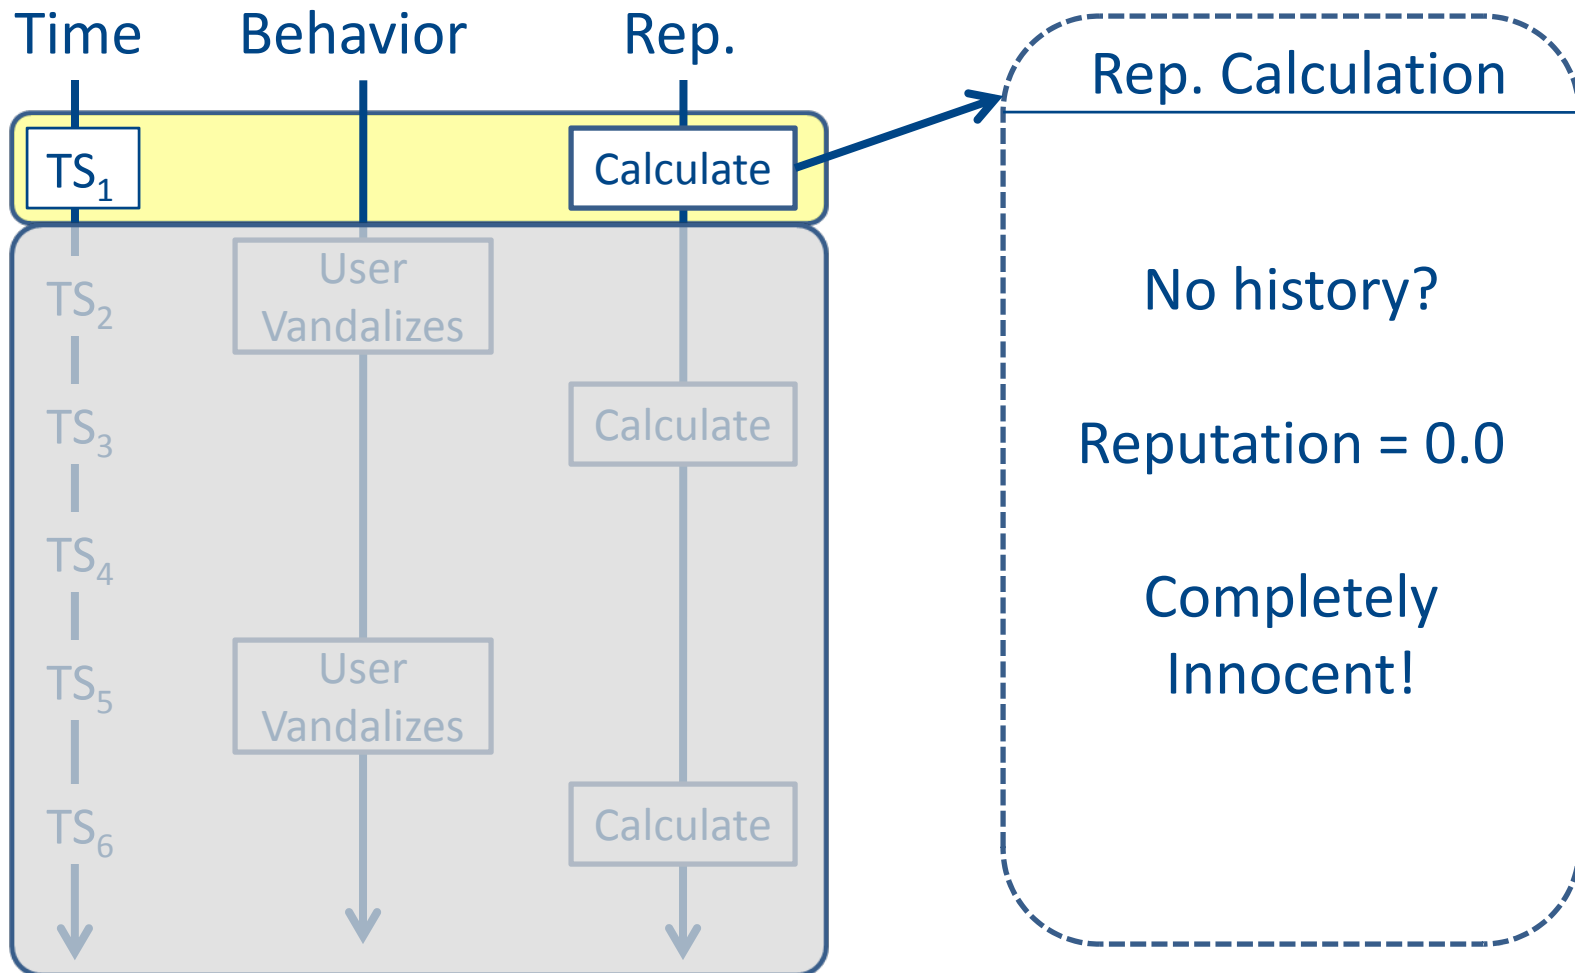 Time Behavior Rep.
TS1 Calculate
TS2 User
Vandalizes
TS3 Calculate
TS4
TS5 User
Vandalizes
TS6 Calculate
Rep. Calculation
No history?
Reputation = 0.0
Completely
Innocent!